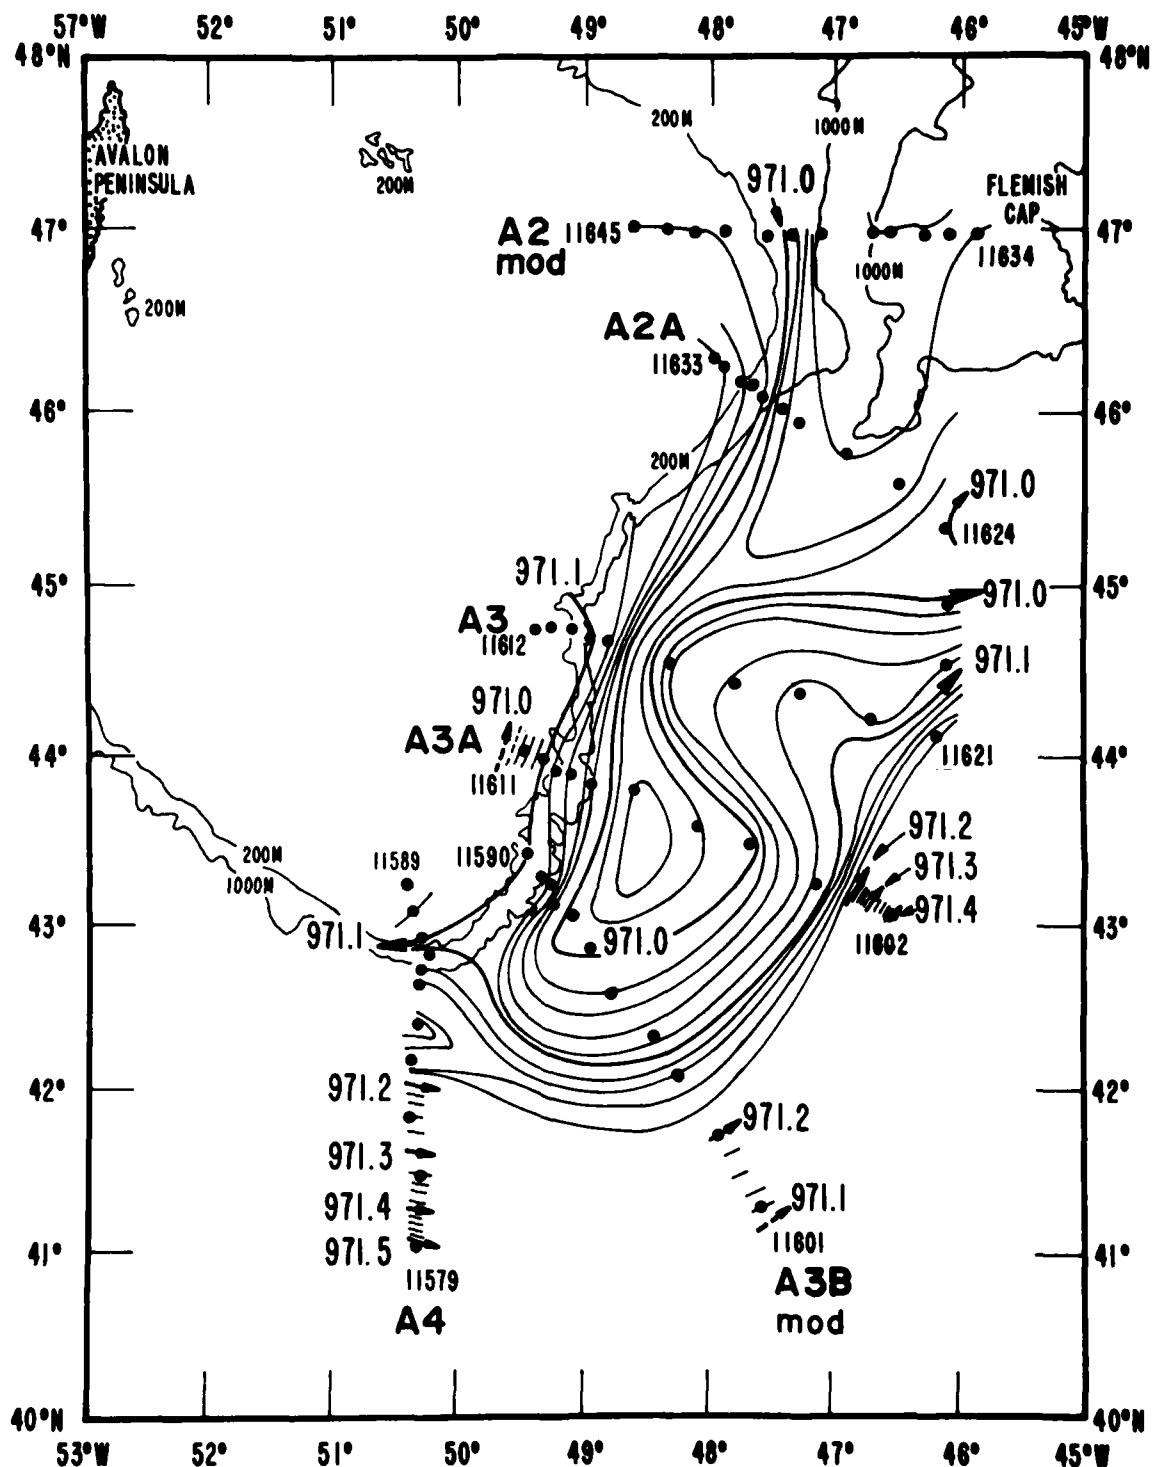 57°W 52° 51° 50° 49° 48° 47° 46° 45°W
48°N 48°N
200M
1000M
AVALON
PENINSULA
200M
971.0
FLEMISH
CAP
47° 47°
A2 11645
mod
11634
1000M
200M
A2A
11633
46° 46°
200M
971.0
11624
971.1
45° 45°
971.0
A3
11612
971.1
971.0
A3A
44° 44°
11611
11621
971.2
200M
11589
11590
971.3
1000M
971.4
43° 43°
971.1
971.0
11602
42° 42°
971.2
971.2
971.3
971.4
971.1
971.5
11601
41° 41°
11579
A3B
mod
A4
40°N 40°N
53°W 52° 51° 50° 49° 48° 47° 46° 45°W